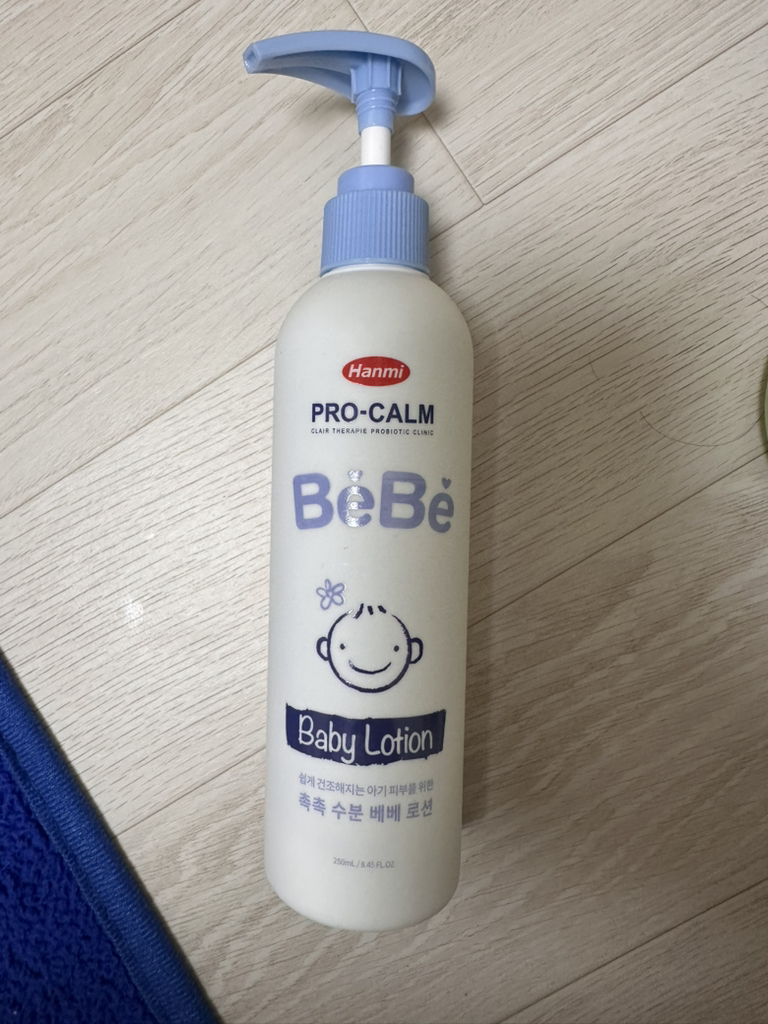 Hanmi
PRO-CALM
CLAIR THERAPIE PROBIOTIC CLINIC
BeBe
Baby Lotion
쉽게 건조해지는 아기 피부를 위한
촉촉 수분 베베 로션
250mL / 8.45 FL.OZ